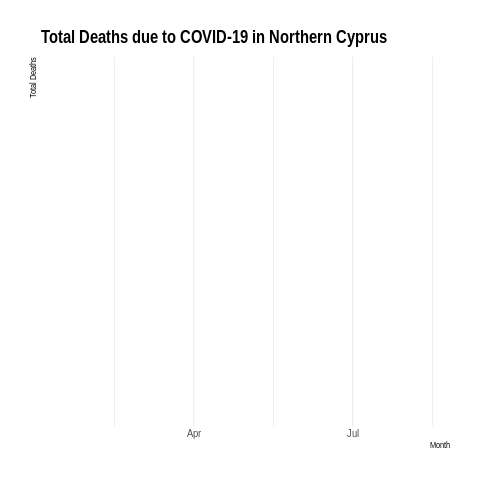 Total Deaths due to COVID-19 in Northern Cyprus
Total Deaths
Apr
Jul
Month